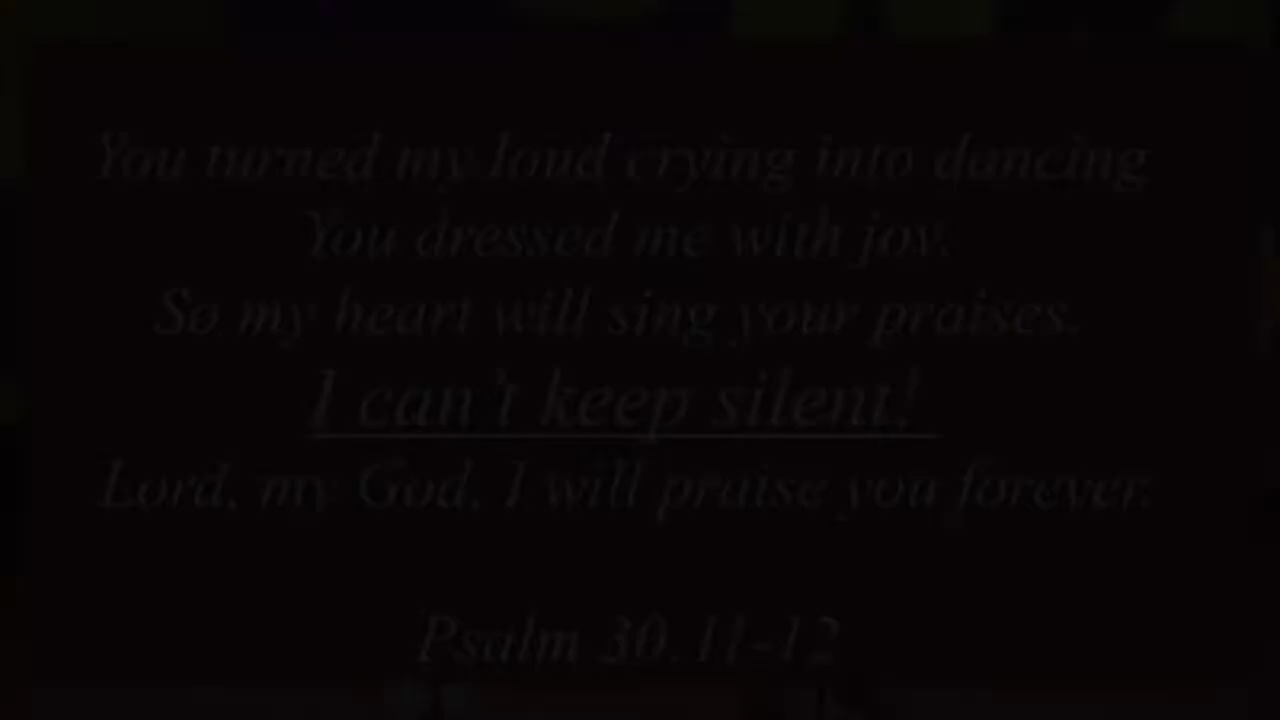 You turned my loud crying into dancing
You dressed me with joy.
So my heart will sing your praises.
I can't keep silent!
Lord, my God, I will praise you forever.
Psalm 30. 11-12